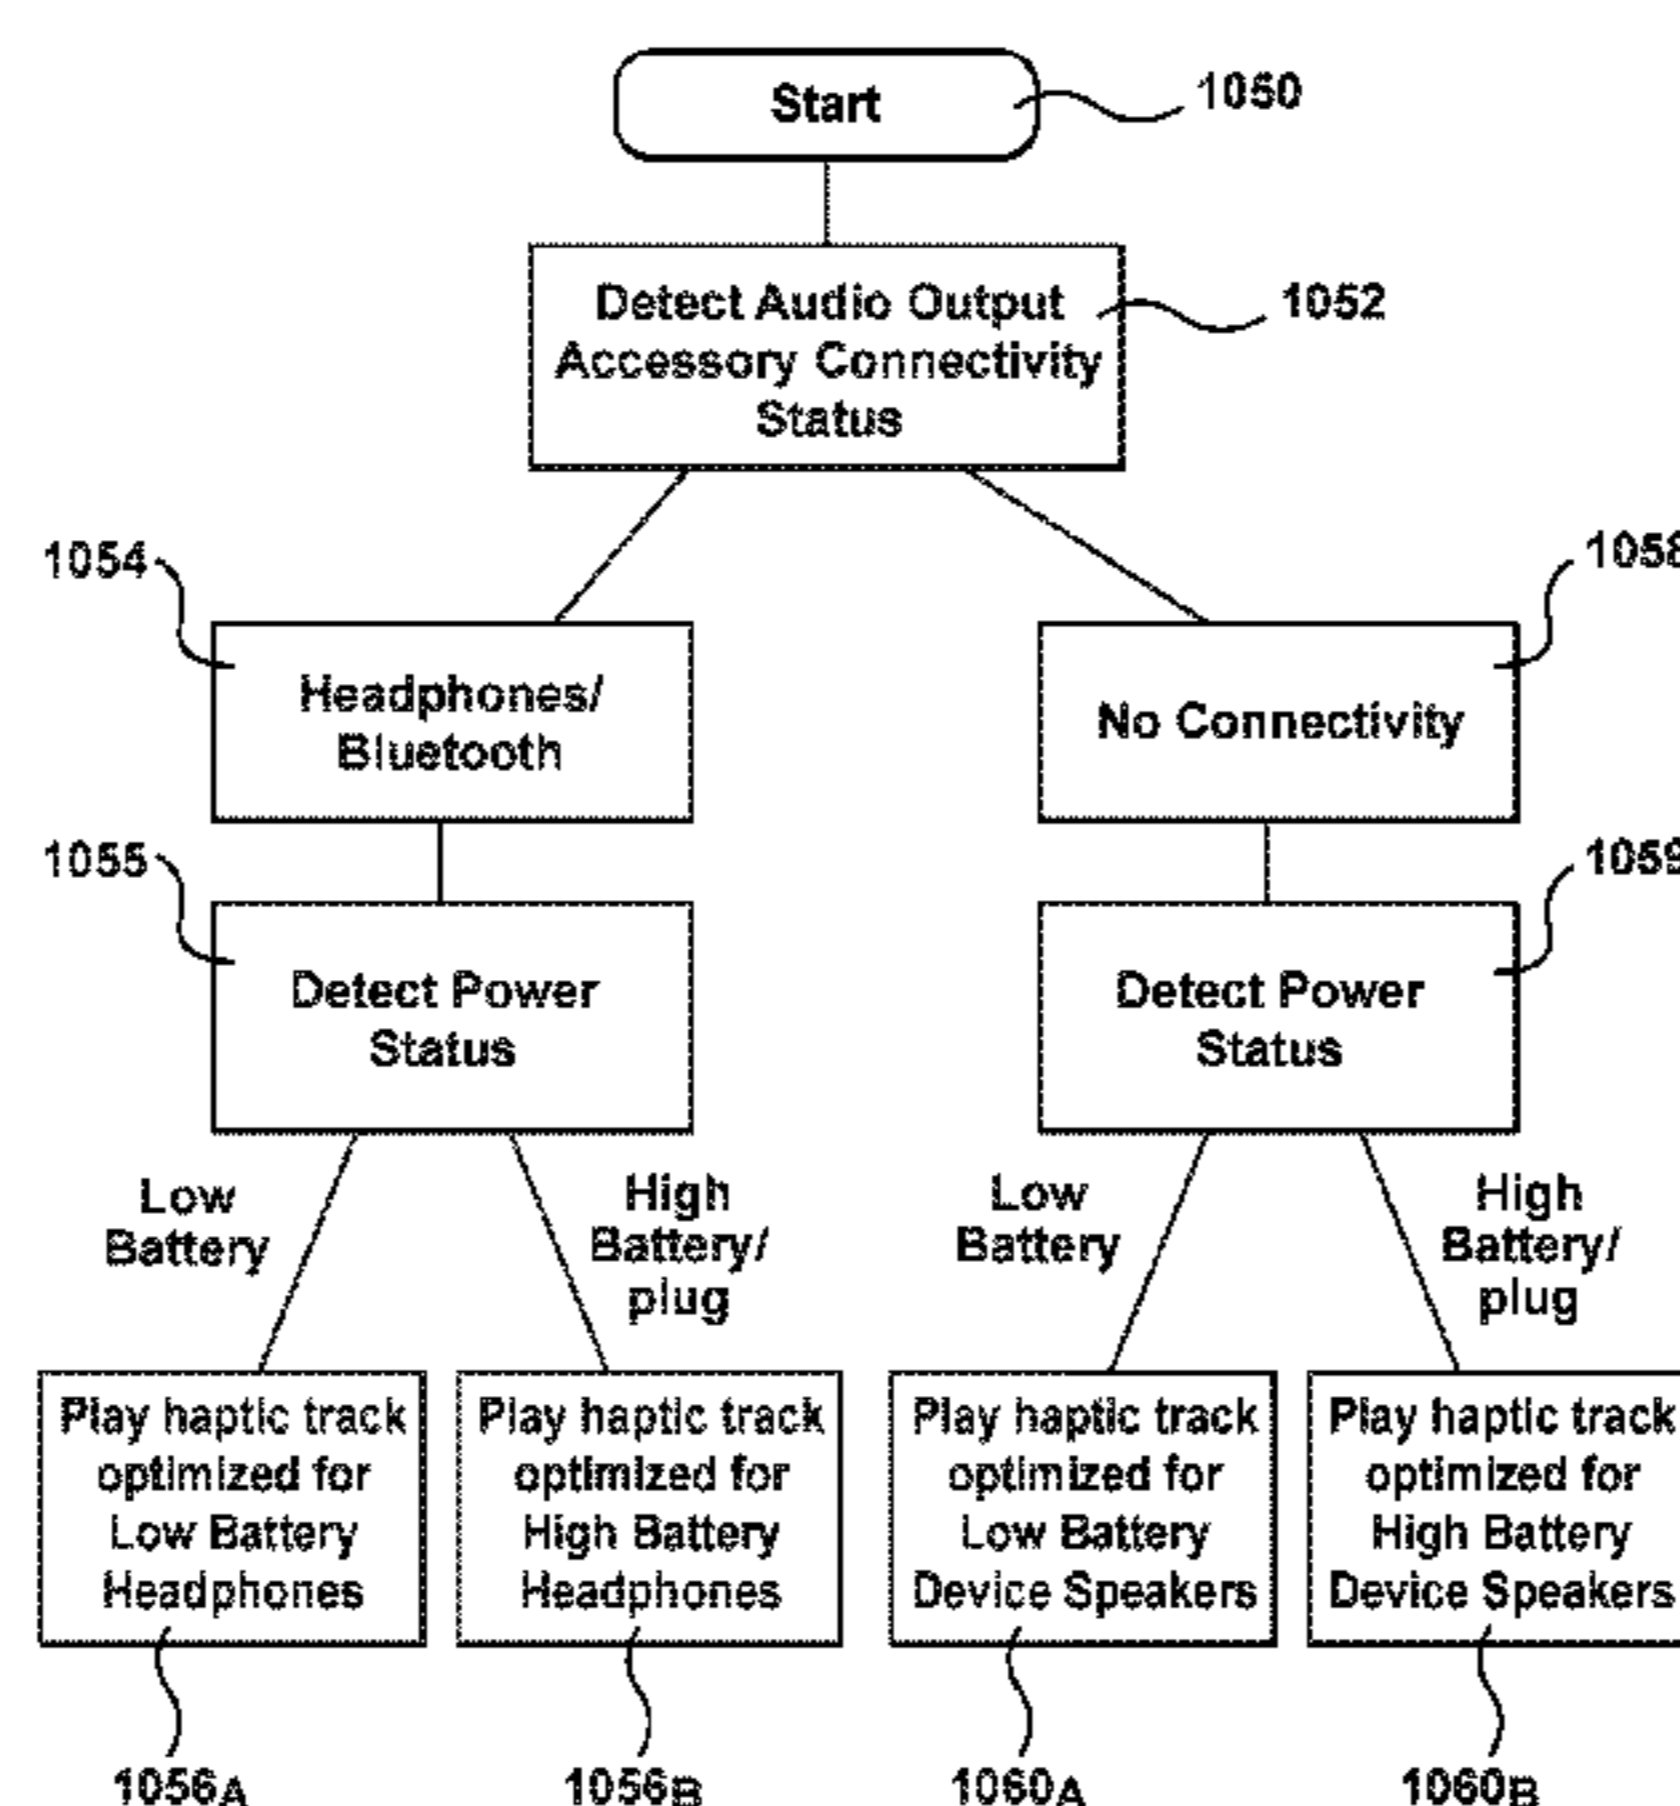 Start
1050
Detect Audio Output
Accessory Connectivity
Status
1052
1054
Headphones/
Bluetooth
1058
No Connectivity
1055
Detect Power
Status
1059
Detect Power
Status
Low
Battery
High
Battery/
plug
Low
Battery
High
Battery/
plug
Play haptic track
optimized for
Low Battery
Headphones
Play haptic track
optimized for
High Battery
Headphones
Play haptic track
optimized for
Low Battery
Device Speakers
Play haptic track
optimized for
High Battery
Device Speakers
1056A
1056B
1060A
1060B